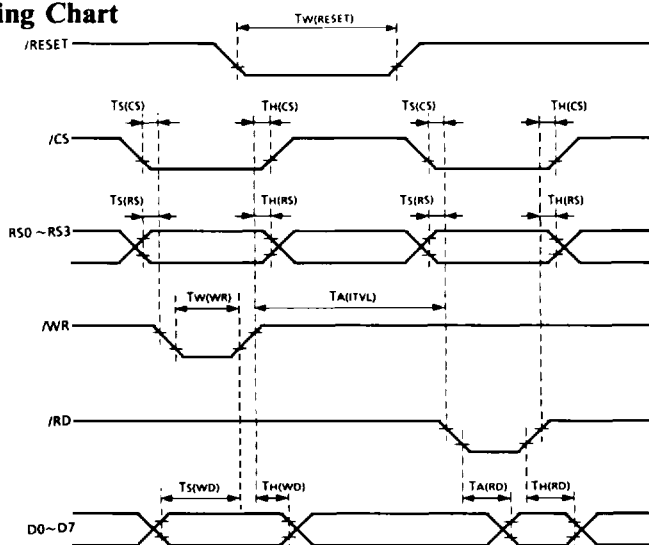 ing Chart
TW(RESET)
/RESET
TS(CS) TH(CS) TS(CS) TH(CS)
/CS
TS(RS) TH(RS) TS(RS) TH(RS)
RS0 ~ RS3
TW(WR) TA(ITVL)
/WR
/RD
TS(WD) TH(WD) TA(RD) TH(RD)
D0~D7